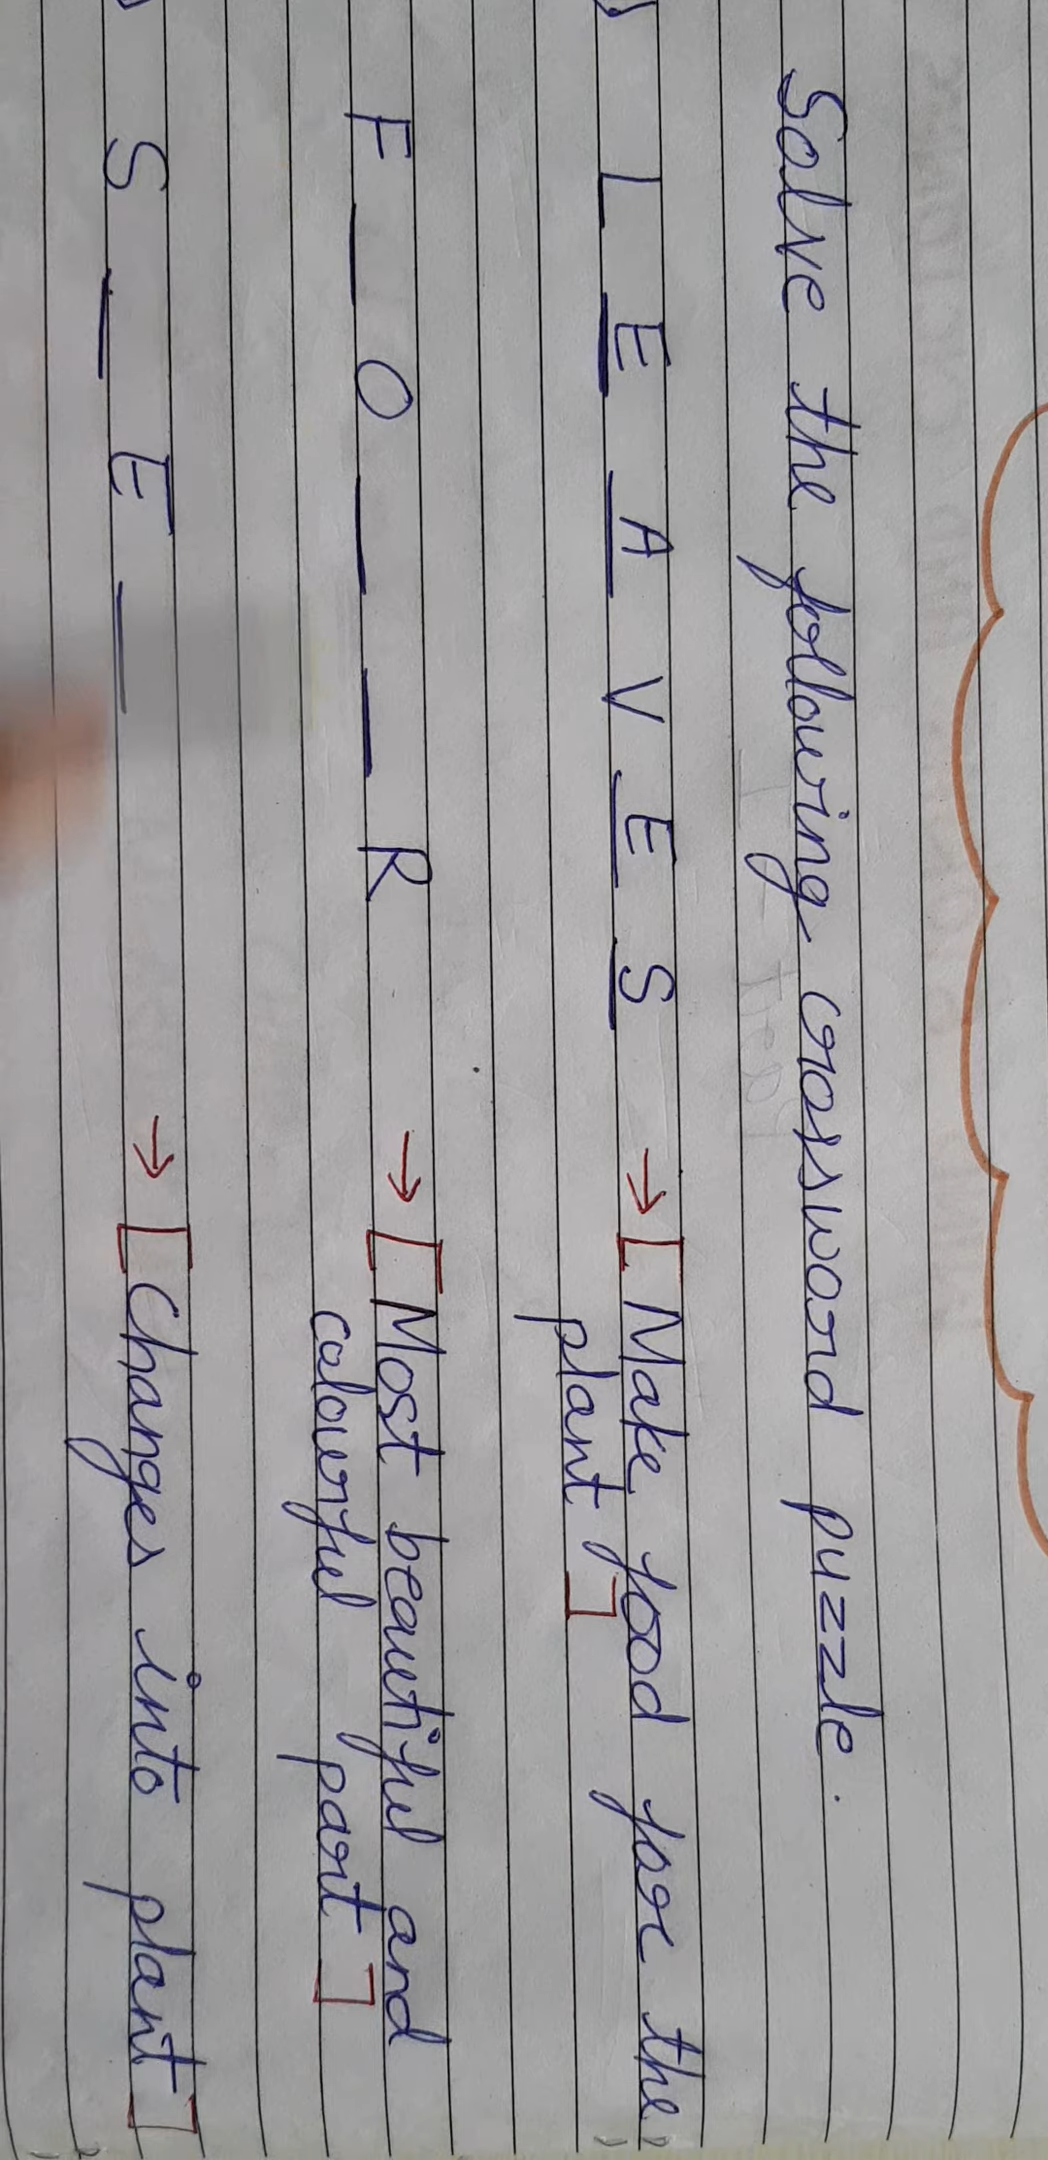 Solve the following crossword puzzle.
L E A V E S → [Make food for the
plant]
F _ O _ _ R → [Most beautiful and
colourful part]
S _ E _ → [Changes into plant]